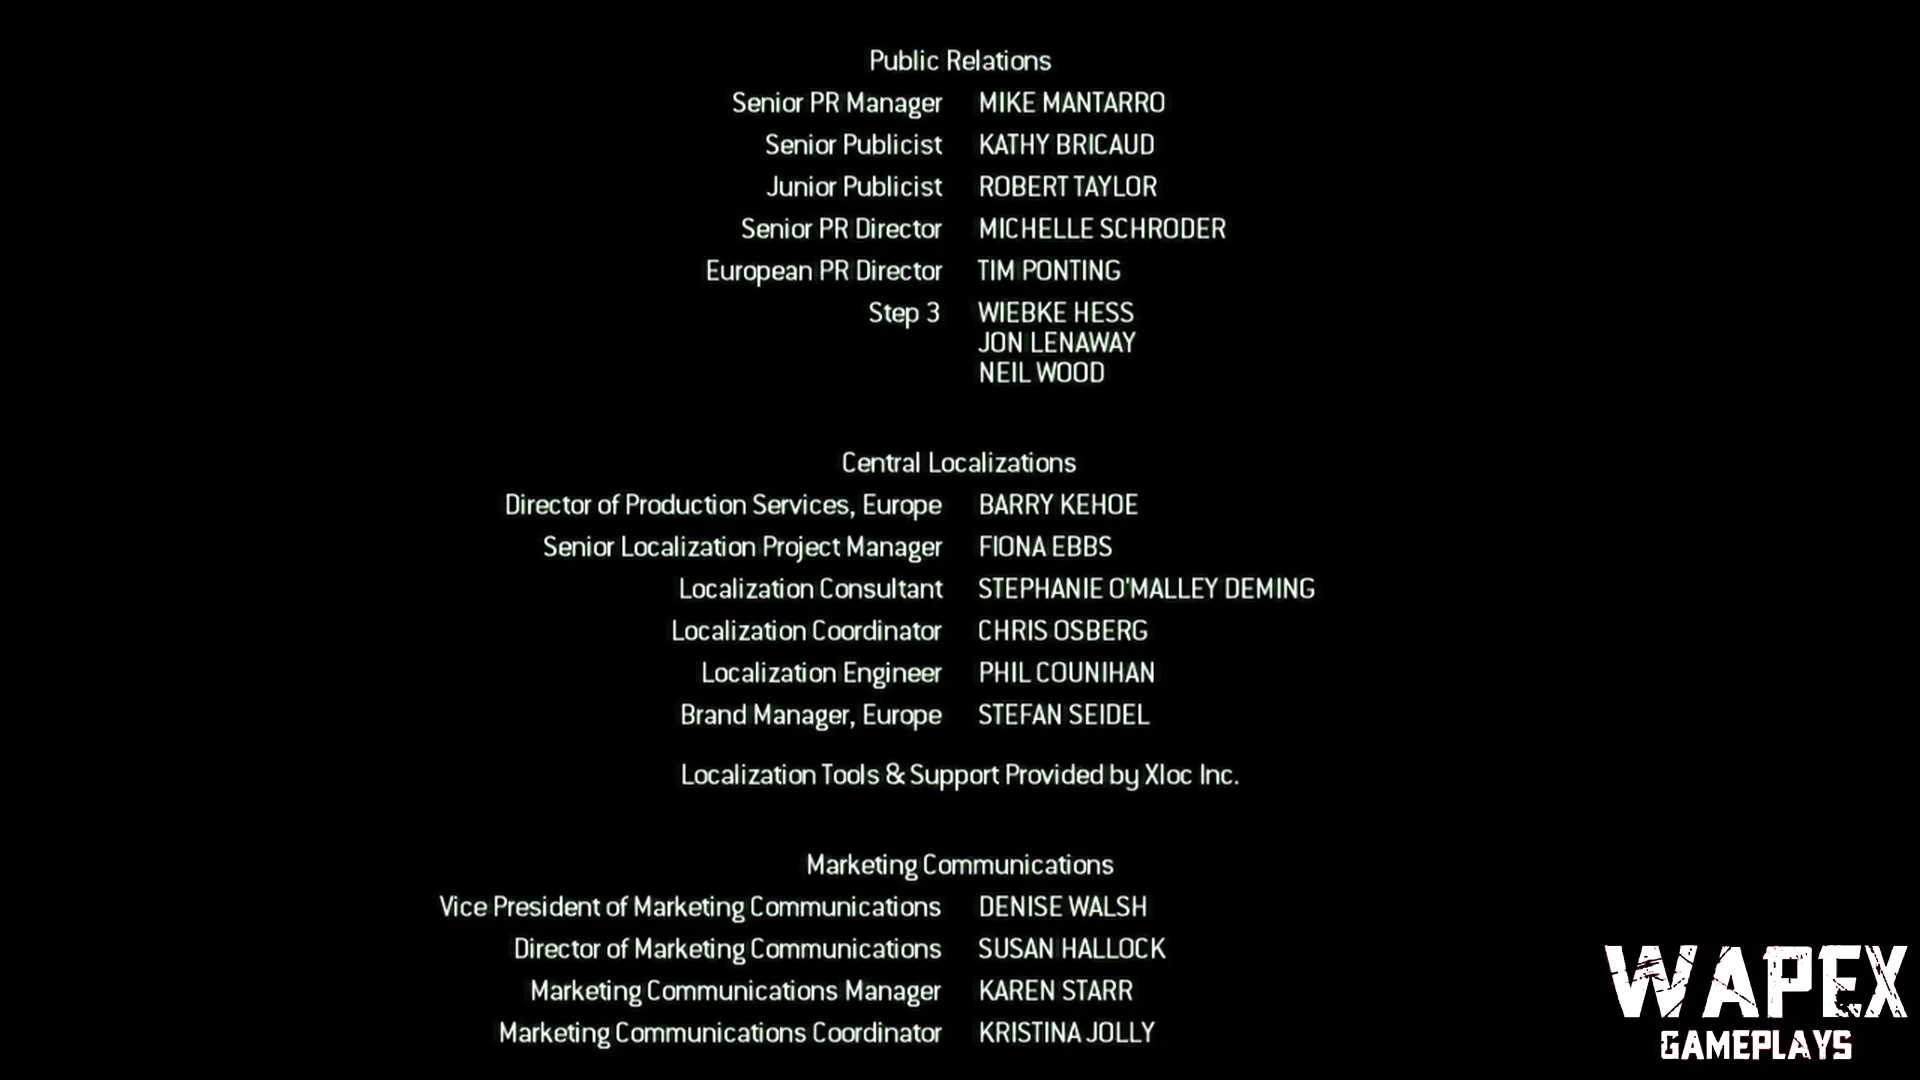 Public Relations
Senior PR Manager MIKE MANTARRO
Senior Publicist KATHY BRICAUD
Junior Publicist ROBERT TAYLOR
Senior PR Director MICHELLE SCHRODER
European PR Director TIM PONTING
Step 3 WIEBKE HESS
JON LENAWAY
NEIL WOOD
Central Localizations
Director of Production Services, Europe BARRY KEHOE
Senior Localization Project Manager FIONA EBBS
Localization Consultant STEPHANIE O'MALLEY DEMING
Localization Coordinator CHRIS OSBERG
Localization Engineer PHIL COUNIHAN
Brand Manager, Europe STEFAN SEIDEL
Localization Tools & Support Provided by Xloc Inc.
Marketing Communications
Vice President of Marketing Communications DENISE WALSH
Director of Marketing Communications SUSAN HALLOCK
Marketing Communications Manager KAREN STARR
Marketing Communications Coordinator KRISTINA JOLLY
WAPEX
GAMEPLAYS